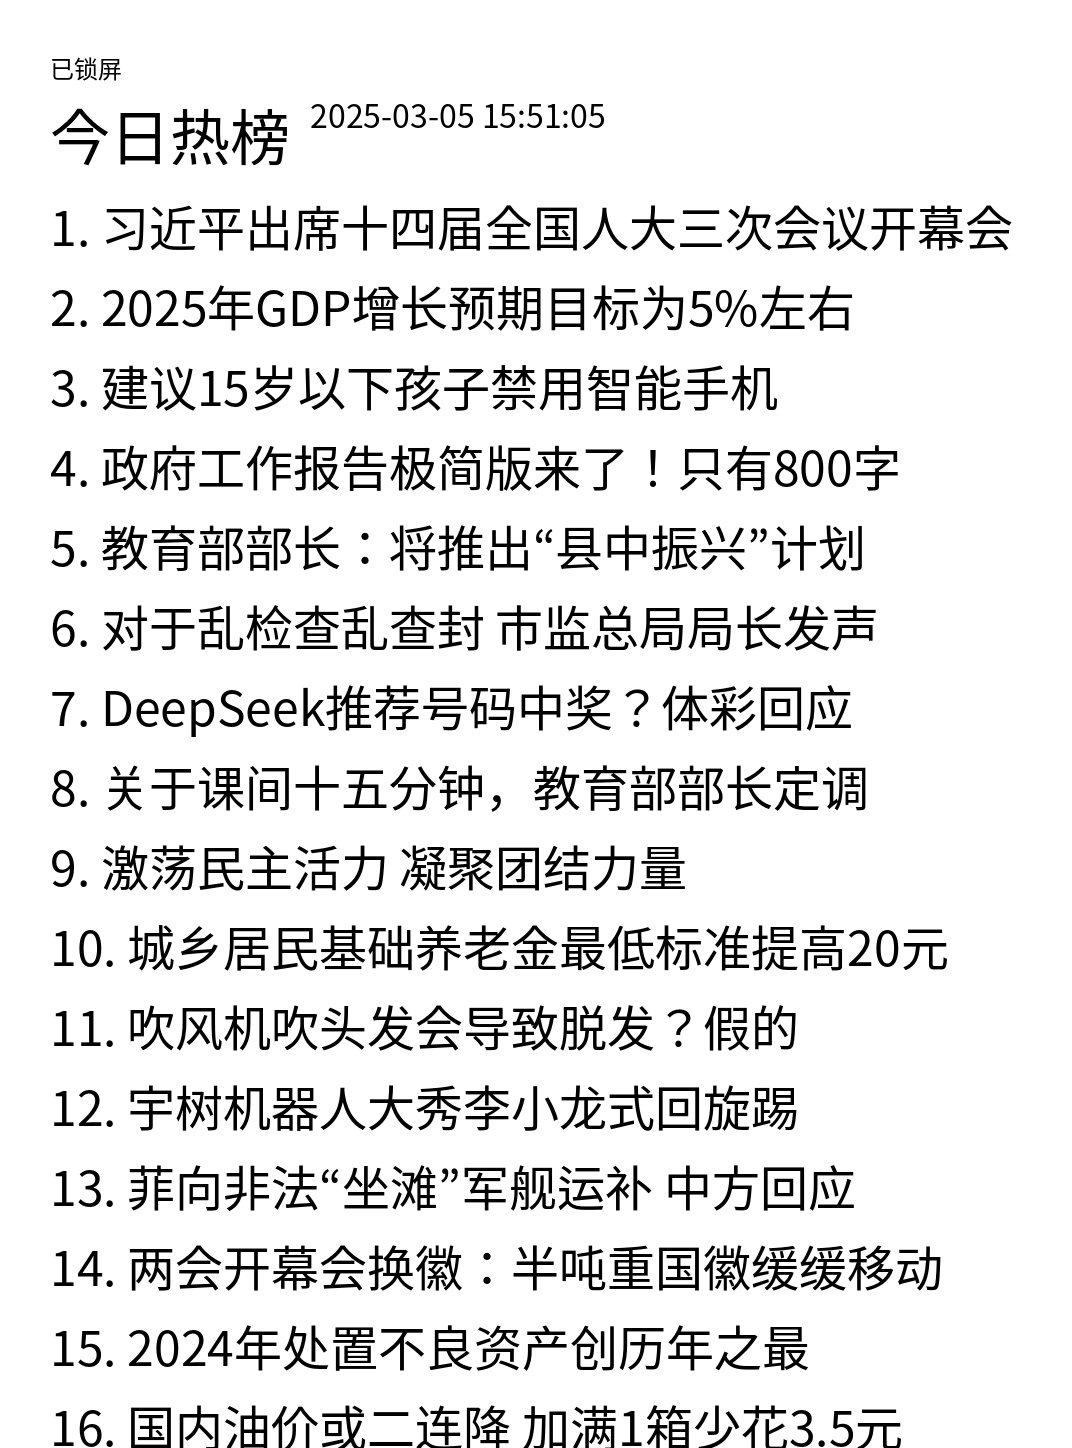 已锁屏
今日热榜 2025-03-05 15:51:05
1. 习近平出席十四届全国人大三次会议开幕会
2. 2025年GDP增长预期目标为5%左右
3. 建议15岁以下孩子禁用智能手机
4. 政府工作报告极简版来了！只有800字
5. 教育部部长：将推出“县中振兴”计划
6. 对于乱检查乱查封 市监总局局长发声
7. DeepSeek推荐号码中奖？体彩回应
8. 关于课间十五分钟，教育部部长定调
9. 激荡民主活力 凝聚团结力量
10. 城乡居民基础养老金最低标准提高20元
11. 吹风机吹头发会导致脱发？假的
12. 宇树机器人大秀李小龙式回旋踢
13. 菲向非法“坐滩”军舰运补 中方回应
14. 两会开幕会换徽：半吨重国徽缓缓移动
15. 2024年处置不良资产创历年之最
16. 国内油价或二连降 加满1箱少花3.5元